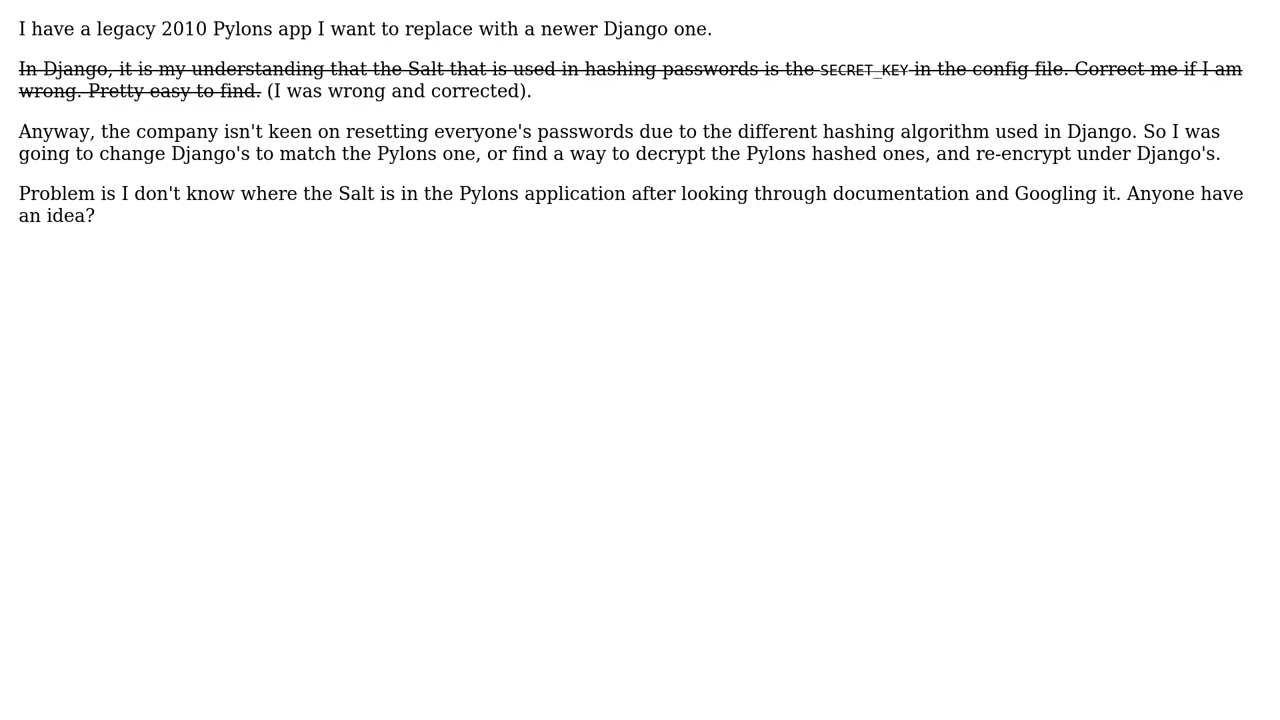 I have a legacy 2010 Pylons app I want to replace with a newer Django one.
In Django, it is my understanding that the Salt that is used in hashing passwords is the SECRET_KEY in the config file. Correct me if I am
wrong. Pretty easy to find. (I was wrong and corrected).
Anyway, the company isn't keen on resetting everyone's passwords due to the different hashing algorithm used in Django. So I was
going to change Django's to match the Pylons one, or find a way to decrypt the Pylons hashed ones, and re-encrypt under Django's.
Problem is I don't know where the Salt is in the Pylons application after looking through documentation and Googling it. Anyone have
an idea?